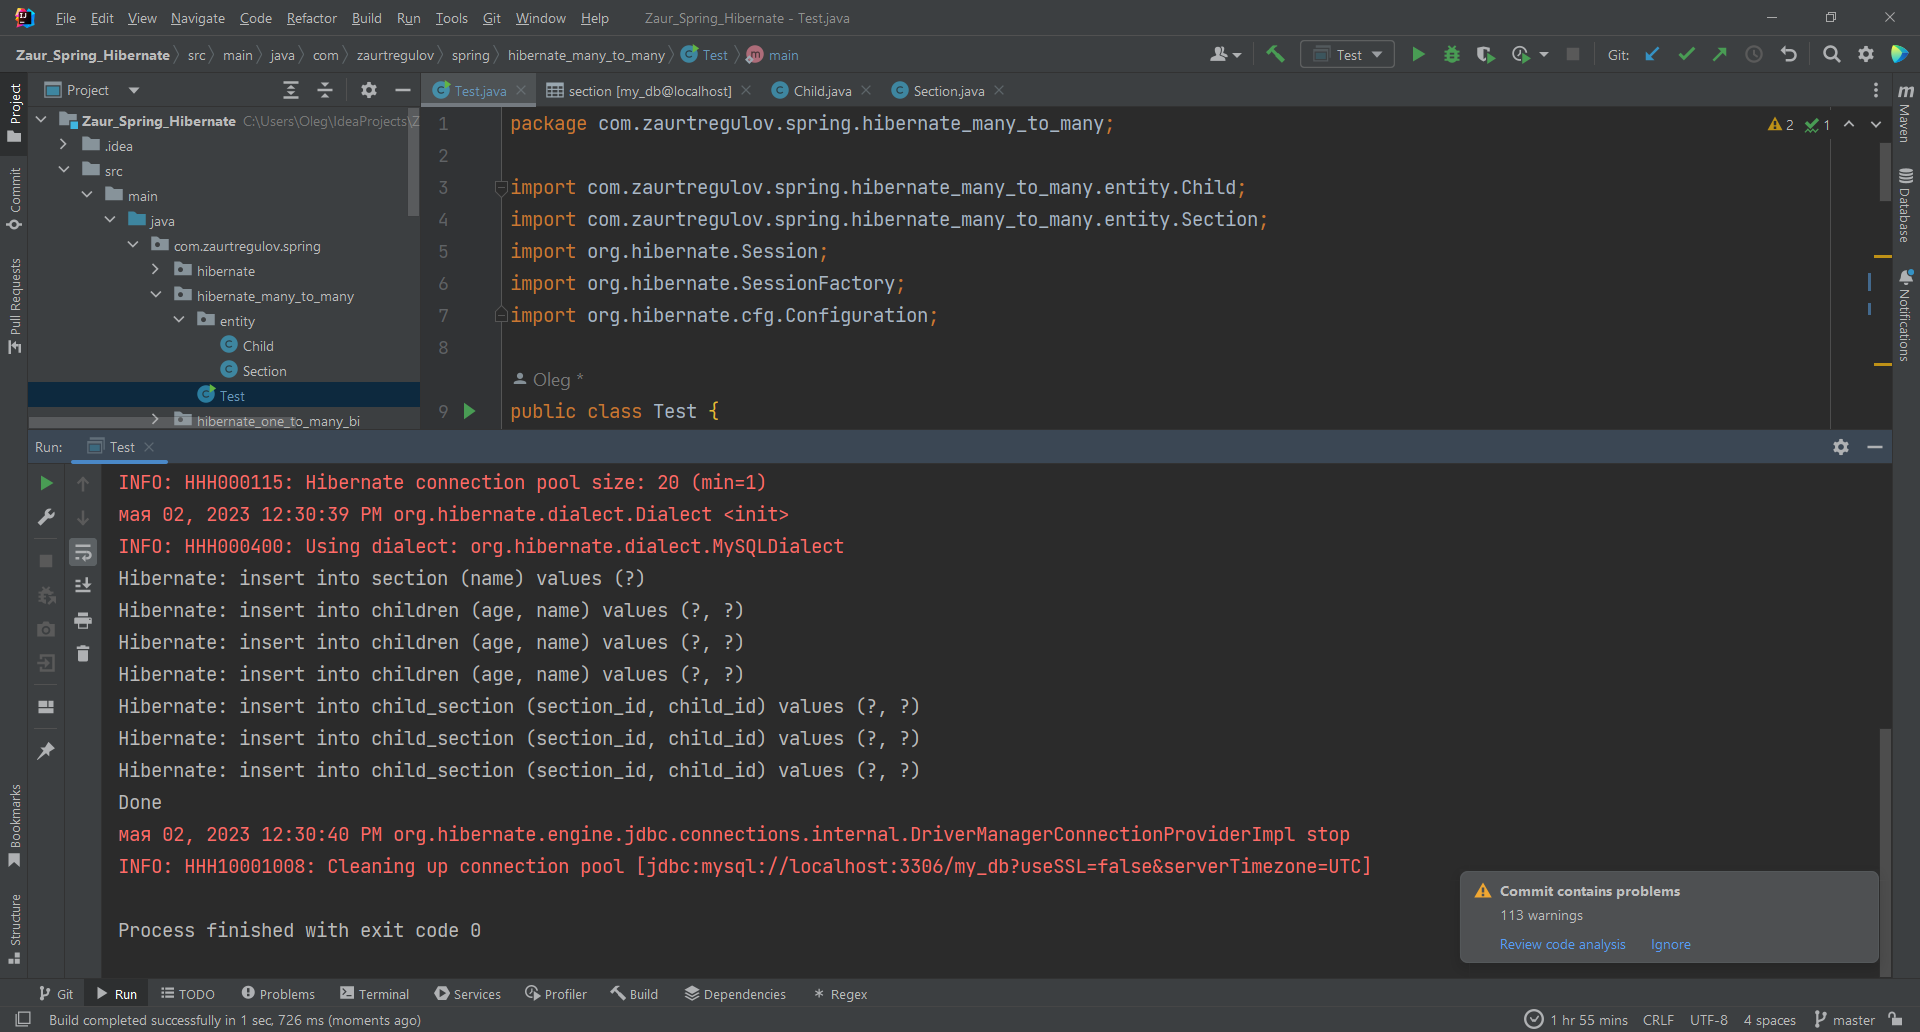 File Edit View Navigate Code Refactor Build Run Tools Git Window Help Zaur_Spring_Hibernate - Test.java
Zaur_Spring_Hibernate src main java com zaurtregulov spring hibernate_many_to_many Test main Test Git:
Project
Test.java section [my_db@localhost] Child.java Section.java
Zaur_Spring_Hibernate C:\Users\Oleg\IdeaProjects\Z
.idea
src
main
java
com.zaurtregulov.spring
hibernate
hibernate_many_to_many
entity
Child
Section
Test
hibernate_one_to_many_bi
1 package com.zaurtregulov.spring.hibernate_many_to_many;
2
3 import com.zaurtregulov.spring.hibernate_many_to_many.entity.Child;
4 import com.zaurtregulov.spring.hibernate_many_to_many.entity.Section;
5 import org.hibernate.Session;
6 import org.hibernate.SessionFactory;
7 import org.hibernate.cfg.Configuration;
8
Oleg *
9 public class Test {
2 1
Project
Commit
Pull Requests
Bookmarks
Structure
m Maven
Database
Notifications
Run: Test
INFO: HHH000115: Hibernate connection pool size: 20 (min=1)
мая 02, 2023 12:30:39 PM org.hibernate.dialect.Dialect <init>
INFO: HHH000400: Using dialect: org.hibernate.dialect.MySQLDialect
Hibernate: insert into section (name) values (?)
Hibernate: insert into children (age, name) values (?, ?)
Hibernate: insert into children (age, name) values (?, ?)
Hibernate: insert into children (age, name) values (?, ?)
Hibernate: insert into child_section (section_id, child_id) values (?, ?)
Hibernate: insert into child_section (section_id, child_id) values (?, ?)
Hibernate: insert into child_section (section_id, child_id) values (?, ?)
Done
мая 02, 2023 12:30:40 PM org.hibernate.engine.jdbc.connections.internal.DriverManagerConnectionProviderImpl stop
INFO: HHH10001008: Cleaning up connection pool [jdbc:mysql://localhost:3306/my_db?useSSL=false&serverTimezone=UTC]
Process finished with exit code 0
Commit contains problems
113 warnings
Review code analysis Ignore
Git Run TODO Problems Terminal Services Profiler Build Dependencies Regex
Build completed successfully in 1 sec, 726 ms (moments ago) 1 hr 55 mins CRLF UTF-8 4 spaces master